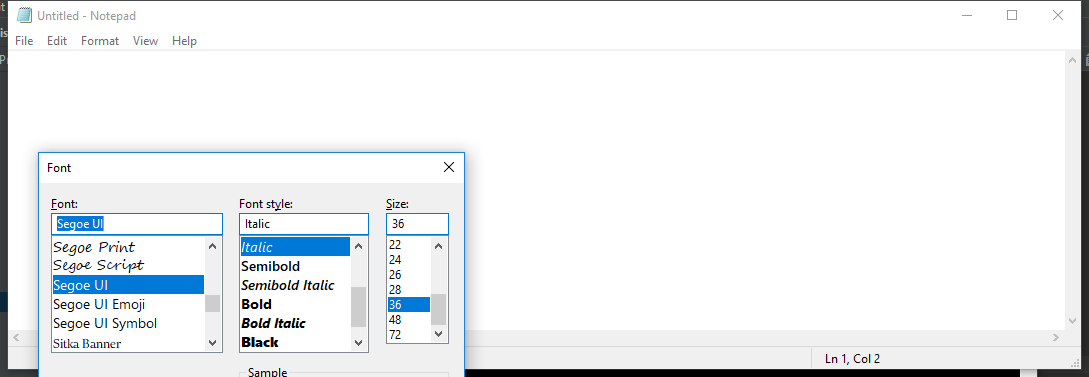 Untitled - Notepad
File Edit Format View Help
Font
Font: Font style: Size:
Segoe UI Italic 36
Segoe Print Italic 22
Segoe Script Semibold 24
Segoe UI Semibold Italic 26
Segoe UI Emoji Bold 28
Segoe UI Symbol Bold Italic 36
Sitka Banner Black 48
72
Ln 1, Col 2
Sample